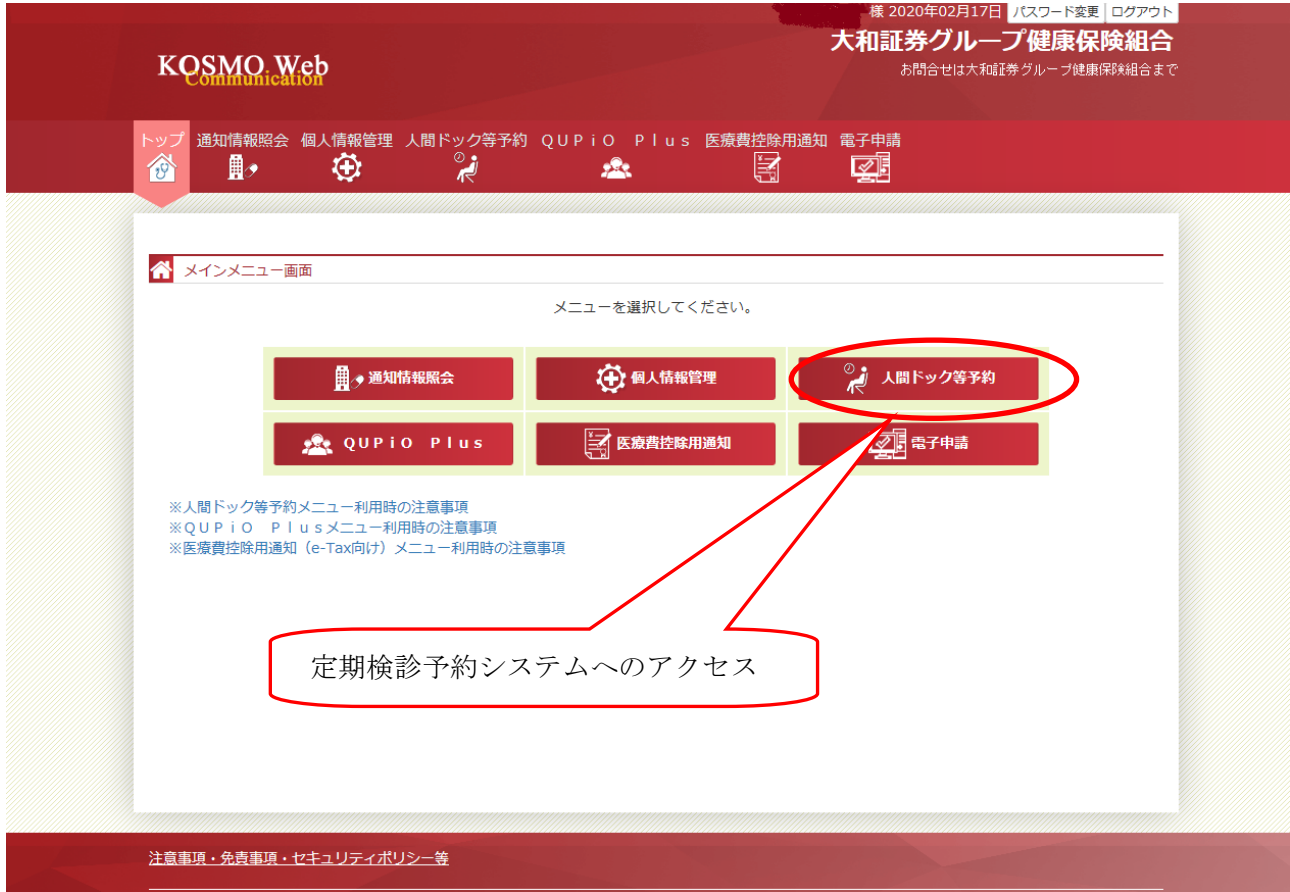 様 2020年02月17日 パスワード変更 ログアウト
大和証券グループ健康保険組合
お問合せは大和証券グループ健康保険組合まで
KOSMO Web
Communication
トップ 通知情報照会 個人情報管理 人間ドック等予約 QUPiO Plus 医療費控除用通知 電子申請
メインメニュー画面
メニューを選択してください。
通知情報照会 個人情報管理 人間ドック等予約
QUPiO Plus 医療費控除用通知 電子申請
※人間ドック等予約メニュー利用時の注意事項
※QUPiO Plusメニュー利用時の注意事項
※医療費控除用通知（e-Tax向け）メニュー利用時の注意事項
定期検診予約システムへのアクセス
注意事項・免責事項・セキュリティポリシー等